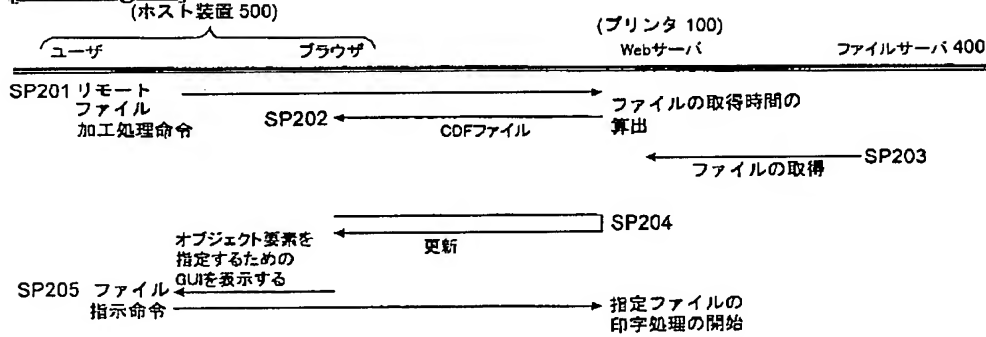 (ホスト装置 500)
(プリンタ 100)
ユーザ
ブラウザ
Webサーバ
ファイルサーバ 400
SP201 リモート
ファイル
加工処理命令
SP202
CDFファイル
ファイルの取得時間の
算出
SP203
ファイルの取得
SP204
更新
オブジェクト要素を
指定するための
GUIを表示する
SP205 ファイル
指示命令
指定ファイルの
印字処理の開始